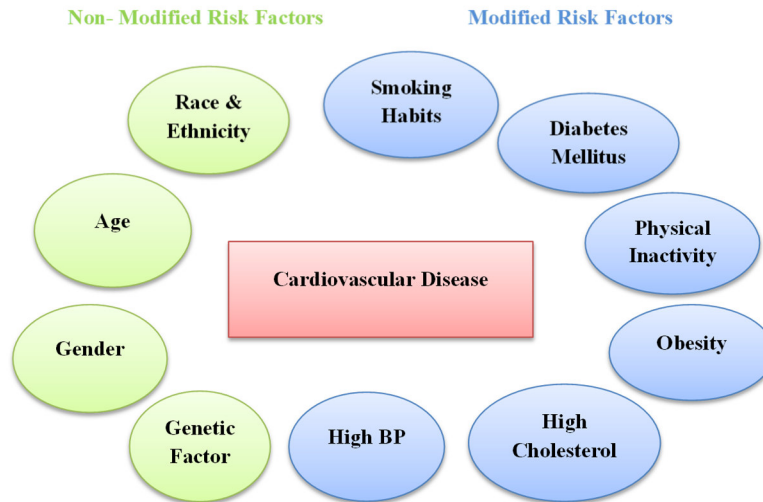 Non- Modified Risk Factors
Modified Risk Factors
Race &
Ethnicity
Smoking
Habits
Diabetes
Mellitus
Age
Physical
Inactivity
Cardiovascular Disease
Gender
Obesity
Genetic
Factor
High BP
High
Cholesterol